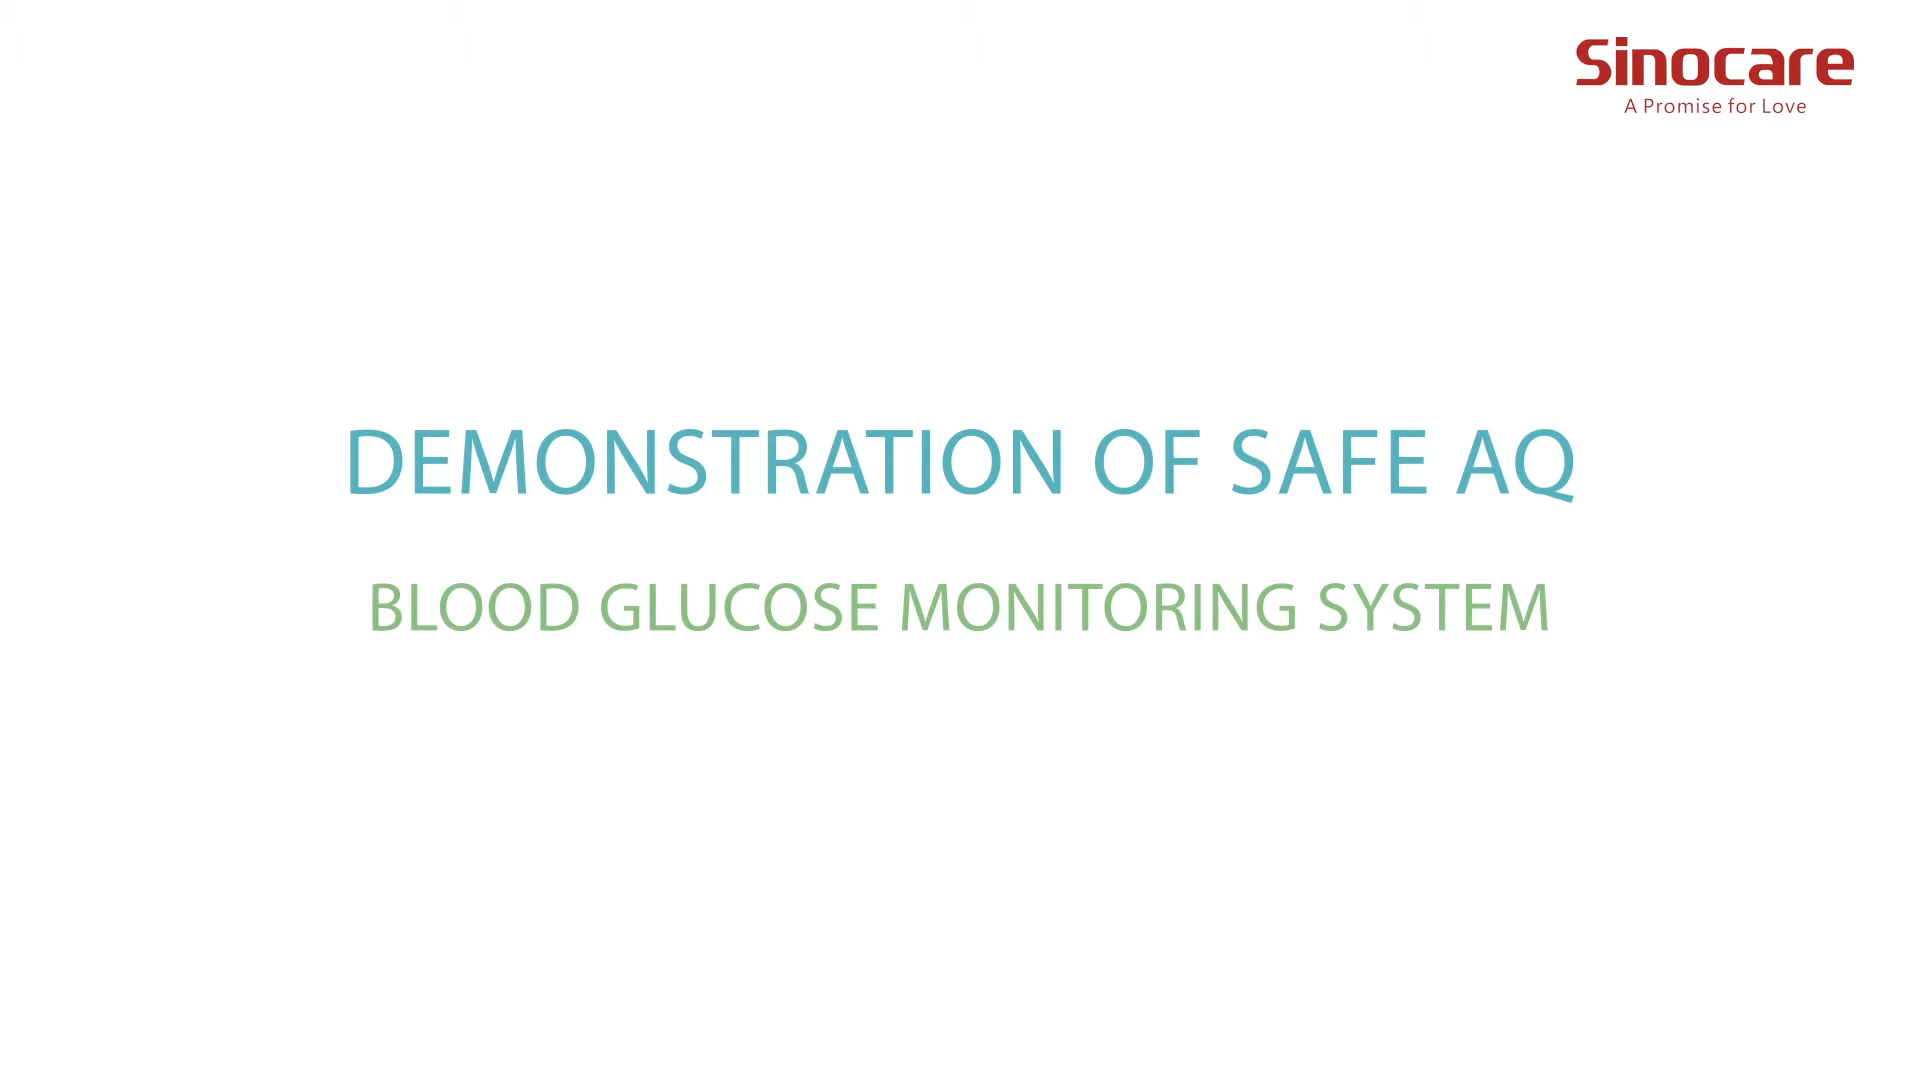 Sinocare
A Promise for Love
DEMONSTRATION OF SAFE AQ
BLOOD GLUCOSE MONITORING SYSTEM